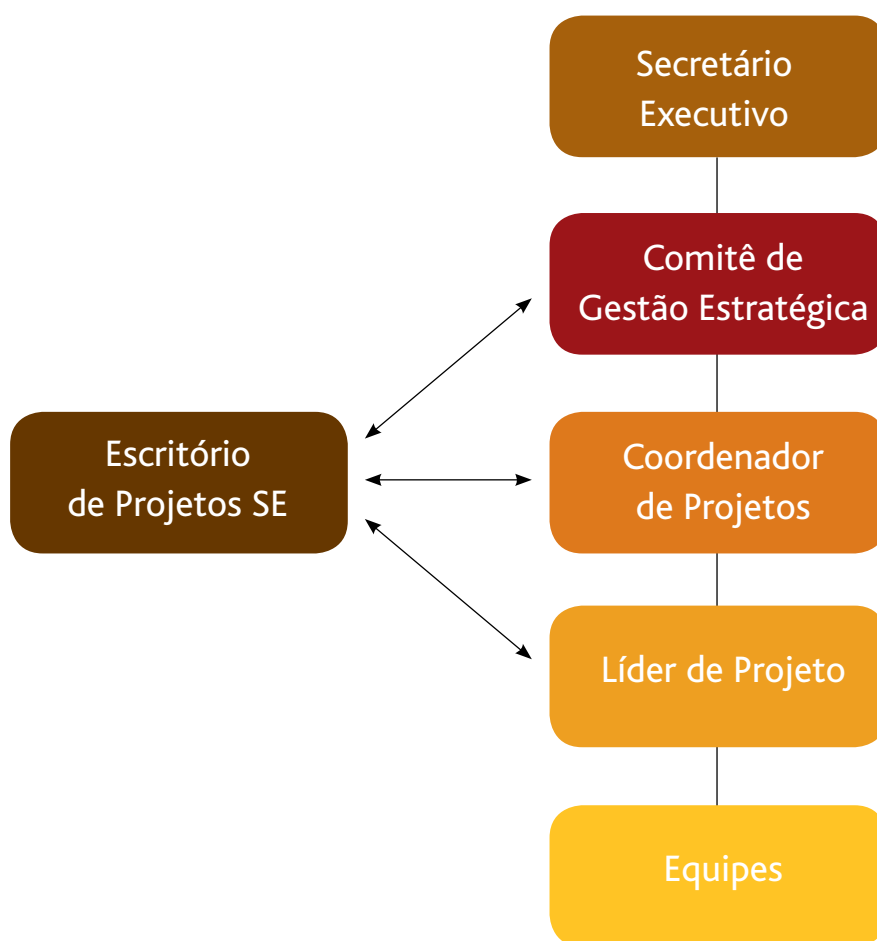 Secretário
Executivo
Comitê de
Gestão Estratégica
Escritório
de Projetos SE
Coordenador
de Projetos
Líder de Projeto
Equipes